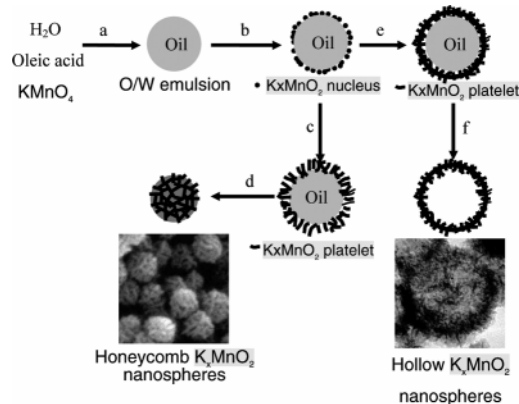 H2O
Oleic acid
KMnO4
a
Oil
O/W emulsion
b
Oil
KxMnO2 nucleus
e
Oil
KxMnO2 platelet
c
f
d
Oil
KxMnO2 platelet
Honeycomb KxMnO2
nanospheres
Hollow KxMnO2
nanospheres